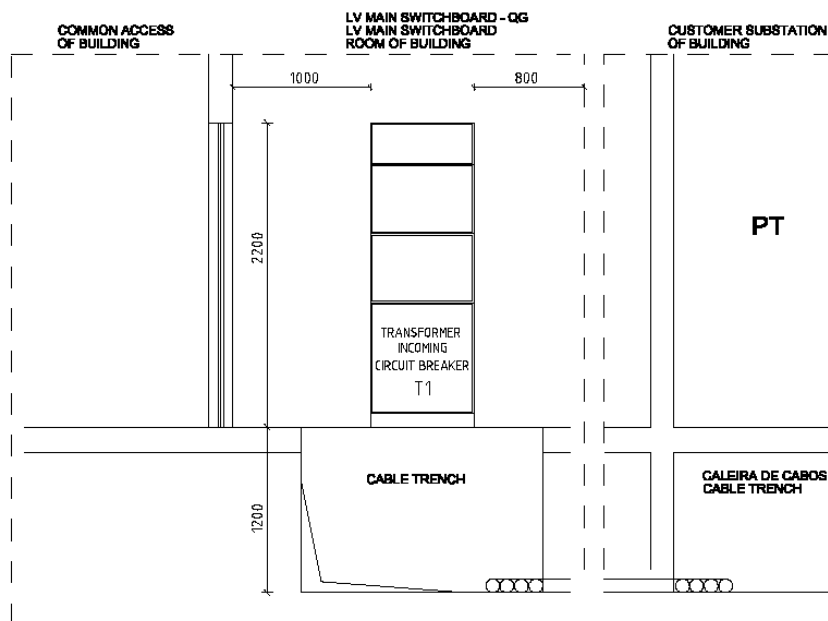 COMMON ACCESS
OF BUILDING
LV MAIN SWITCHBOARD - QG
LV MAIN SWITCHBOARD
ROOM OF BUILDING
CUSTOMER SUBSTATION
OF BUILDING
1000
800
2200
PT
TRANSFORMER
INCOMING
CIRCUIT BREAKER
T1
1200
CABLE TRENCH
CALEIRA DE CABOS
CABLE TRENCH